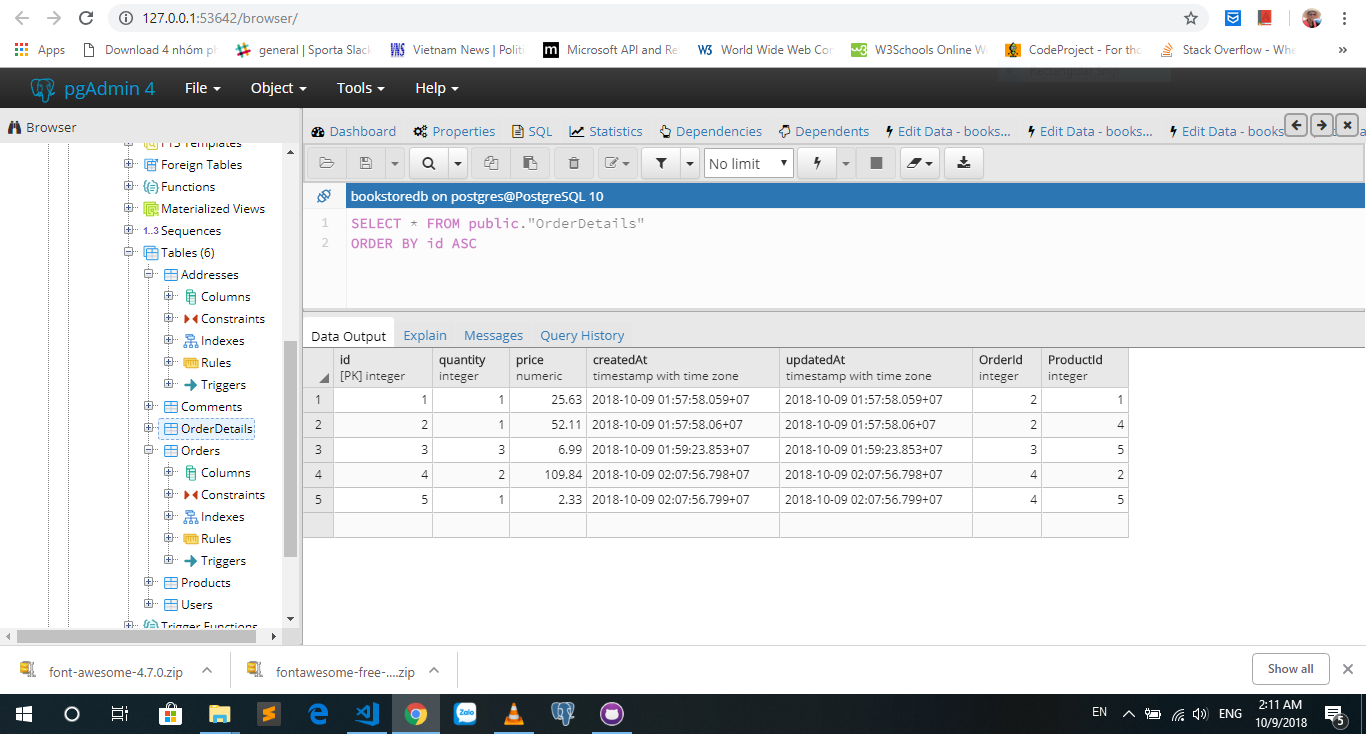 127.0.0.1:53642/browser/
Apps Download 4 nhóm general | Sporta Slack Vietnam News | Polit Microsoft API and Re World Wide Web Con W3Schools Online W CodeProject - For tho Stack Overflow - Whe »
pgAdmin 4 File Object Tools Help
Browser
Dashboard Properties SQL Statistics Dependencies Dependents Edit Data - books... Edit Data - books... Edit Data - books
FTS Templates
Foreign Tables
Functions
Materialized Views
1..3 Sequences
Tables (6)
Addresses
Columns
Constraints
Indexes
Rules
Triggers
Comments
OrderDetails
Orders
Columns
Constraints
Indexes
Rules
Triggers
Products
Users
Trigger Functions
No limit
bookstoredb on postgres@PostgreSQL 10
1 SELECT * FROM public."OrderDetails"
2 ORDER BY id ASC
Data Output Explain Messages Query History
id quantity price createdAt updatedAt OrderId ProductId
[PK] integer integer numeric timestamp with time zone timestamp with time zone integer integer
1 1 1 25.63 2018-10-09 01:57:58.059+07 2018-10-09 01:57:58.059+07 2 1
2 2 1 52.11 2018-10-09 01:57:58.06+07 2018-10-09 01:57:58.06+07 2 4
3 3 3 6.99 2018-10-09 01:59:23.853+07 2018-10-09 01:59:23.853+07 3 5
4 4 2 109.84 2018-10-09 02:07:56.798+07 2018-10-09 02:07:56.798+07 4 2
5 5 1 2.33 2018-10-09 02:07:56.799+07 2018-10-09 02:07:56.799+07 4 5
font-awesome-4.7.0.zip fontawesome-free-....zip Show all
Zalo
EN ENG
2:11 AM
10/9/2018
5